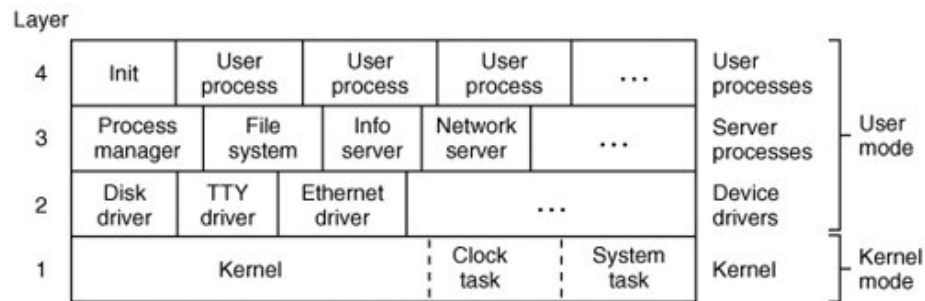 Layer
4 Init User process User process User process ... User processes
3 Process manager File system Info server Network server ... Server processes User mode
2 Disk driver TTY driver Ethernet driver ... Device drivers
1 Kernel Clock task System task Kernel Kernel mode